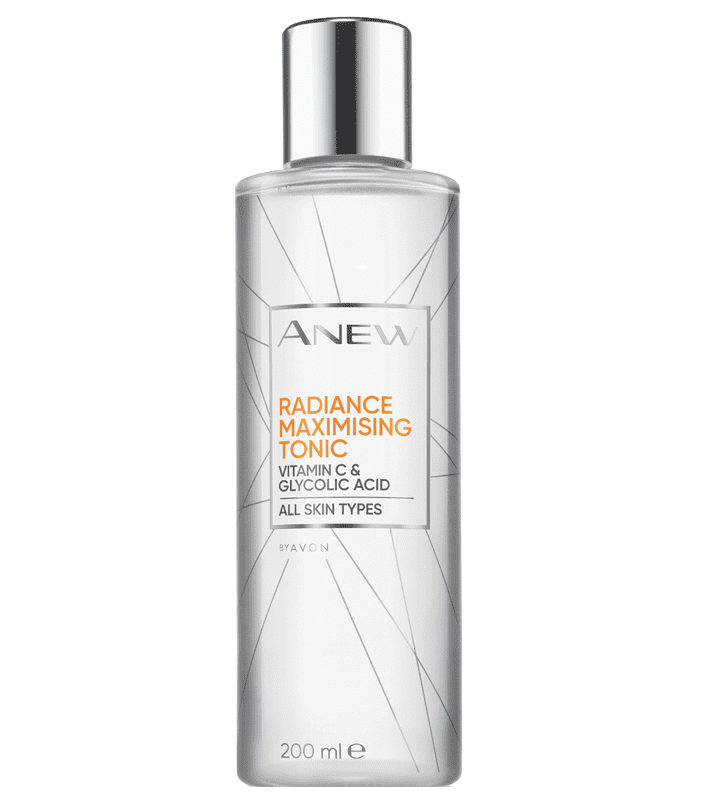 ANEW
RADIANCE
MAXIMISING
TONIC
VITAMIN C &
GLYCOLIC ACID
ALL SKIN TYPES
BY AVON
200 ml e